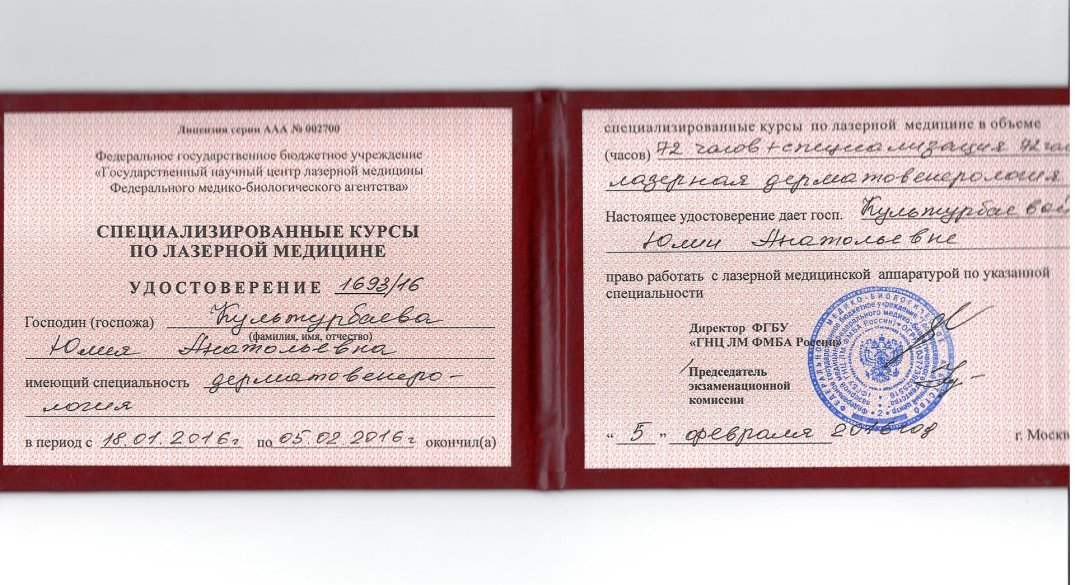 Лицензия серии ААА № 002700
Федеральное государственное бюджетное учреждение
«Государственный научный центр лазерной медицины
Федерального медико-биологического агентства»
СПЕЦИАЛИЗИРОВАННЫЕ КУРСЫ
ПО ЛАЗЕРНОЙ МЕДИЦИНЕ
УДОСТОВЕРЕНИЕ 1693/16
Господин (госпожа) Культурбаева
(фамилия, имя, отчество)
Юлия Анатольевна
имеющий специальность дерматовенеро-
логия
в период с 18.01.2016г по 05.02.2016г окончил(а)
специализированные курсы по лазерной медицине в объеме
(часов) 72 часов + специализация 72 час
лазерная дерматовенерология
Настоящее удостоверение дает госп. Культурбаевой
Юлии Анатольевне
право работать с лазерной медицинской аппаратурой по указанной
специальности
Директор ФГБУ
«ГНЦ ЛМ ФМБА России»
Председатель
экзаменационной
комиссии
“ 5 ” февраля 2016 год г. Москв